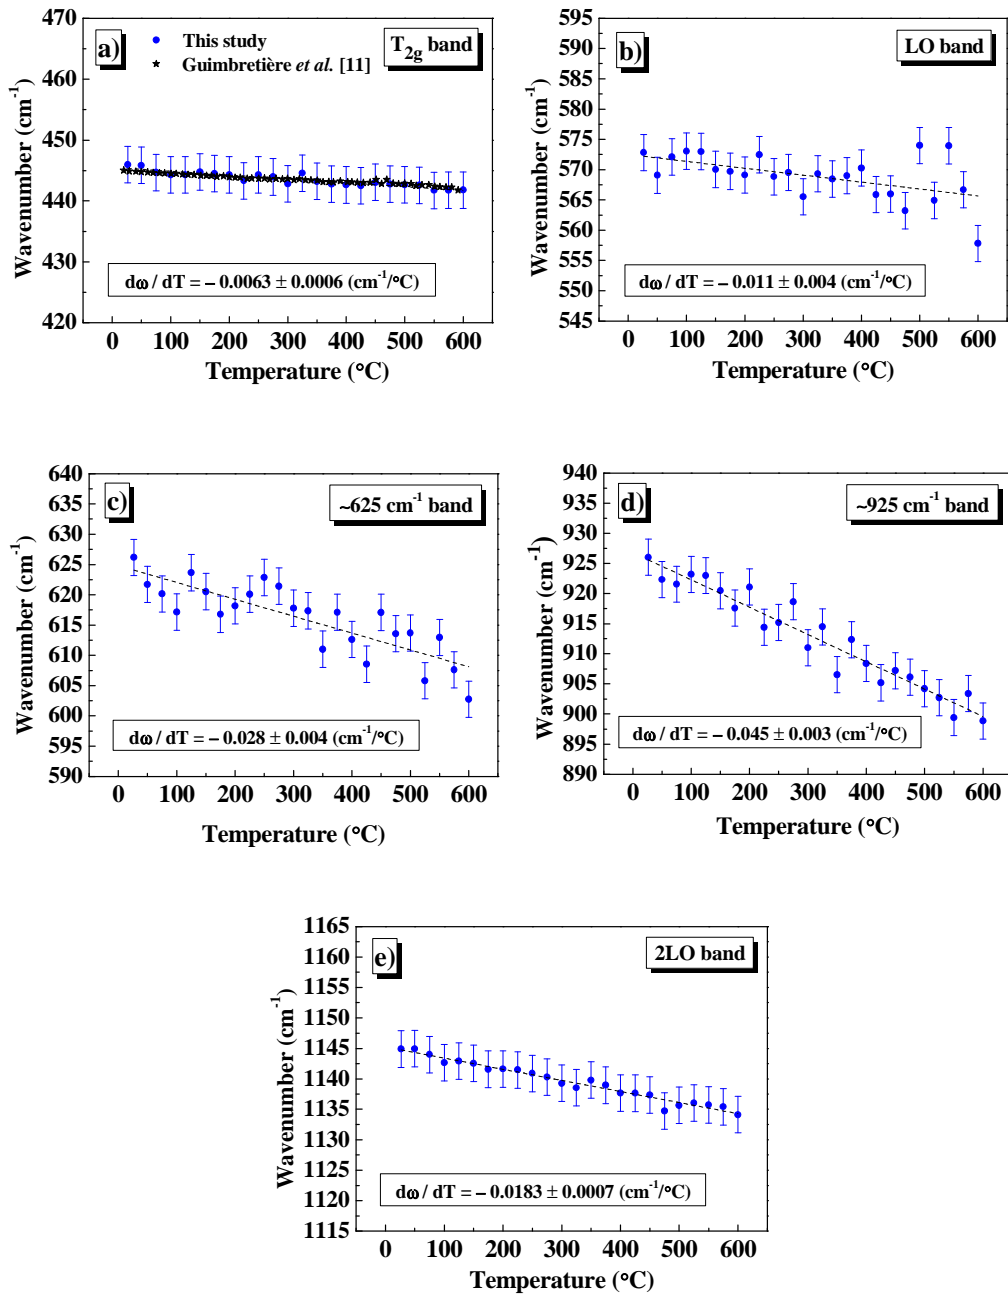 a)
This study
Guimbretière et al. [11]
T2g band
Wavenumber (cm-1)
470
460
450
440
430
420
dω / dT = − 0.0063 ± 0.0006 (cm-1/°C)
0 100 200 300 400 500 600
Temperature (°C)
b)
LO band
Wavenumber (cm-1)
595
590
585
580
575
570
565
560
555
550
545
dω / dT = − 0.011 ± 0.004 (cm-1/°C)
0 100 200 300 400 500 600
Temperature (°C)
c)
~625 cm-1 band
Wavenumber (cm-1)
640
635
630
625
620
615
610
605
600
595
590
dω / dT = − 0.028 ± 0.004 (cm-1/°C)
0 100 200 300 400 500 600
Temperature (°C)
d)
~925 cm-1 band
Wavenumber (cm-1)
940
935
930
925
920
915
910
905
900
895
890
dω / dT = − 0.045 ± 0.003 (cm-1/°C)
0 100 200 300 400 500 600
Temperature (°C)
e)
2LO band
Wavenumber (cm-1)
1165
1160
1155
1150
1145
1140
1135
1130
1125
1120
1115
dω / dT = − 0.0183 ± 0.0007 (cm-1/°C)
0 100 200 300 400 500 600
Temperature (°C)